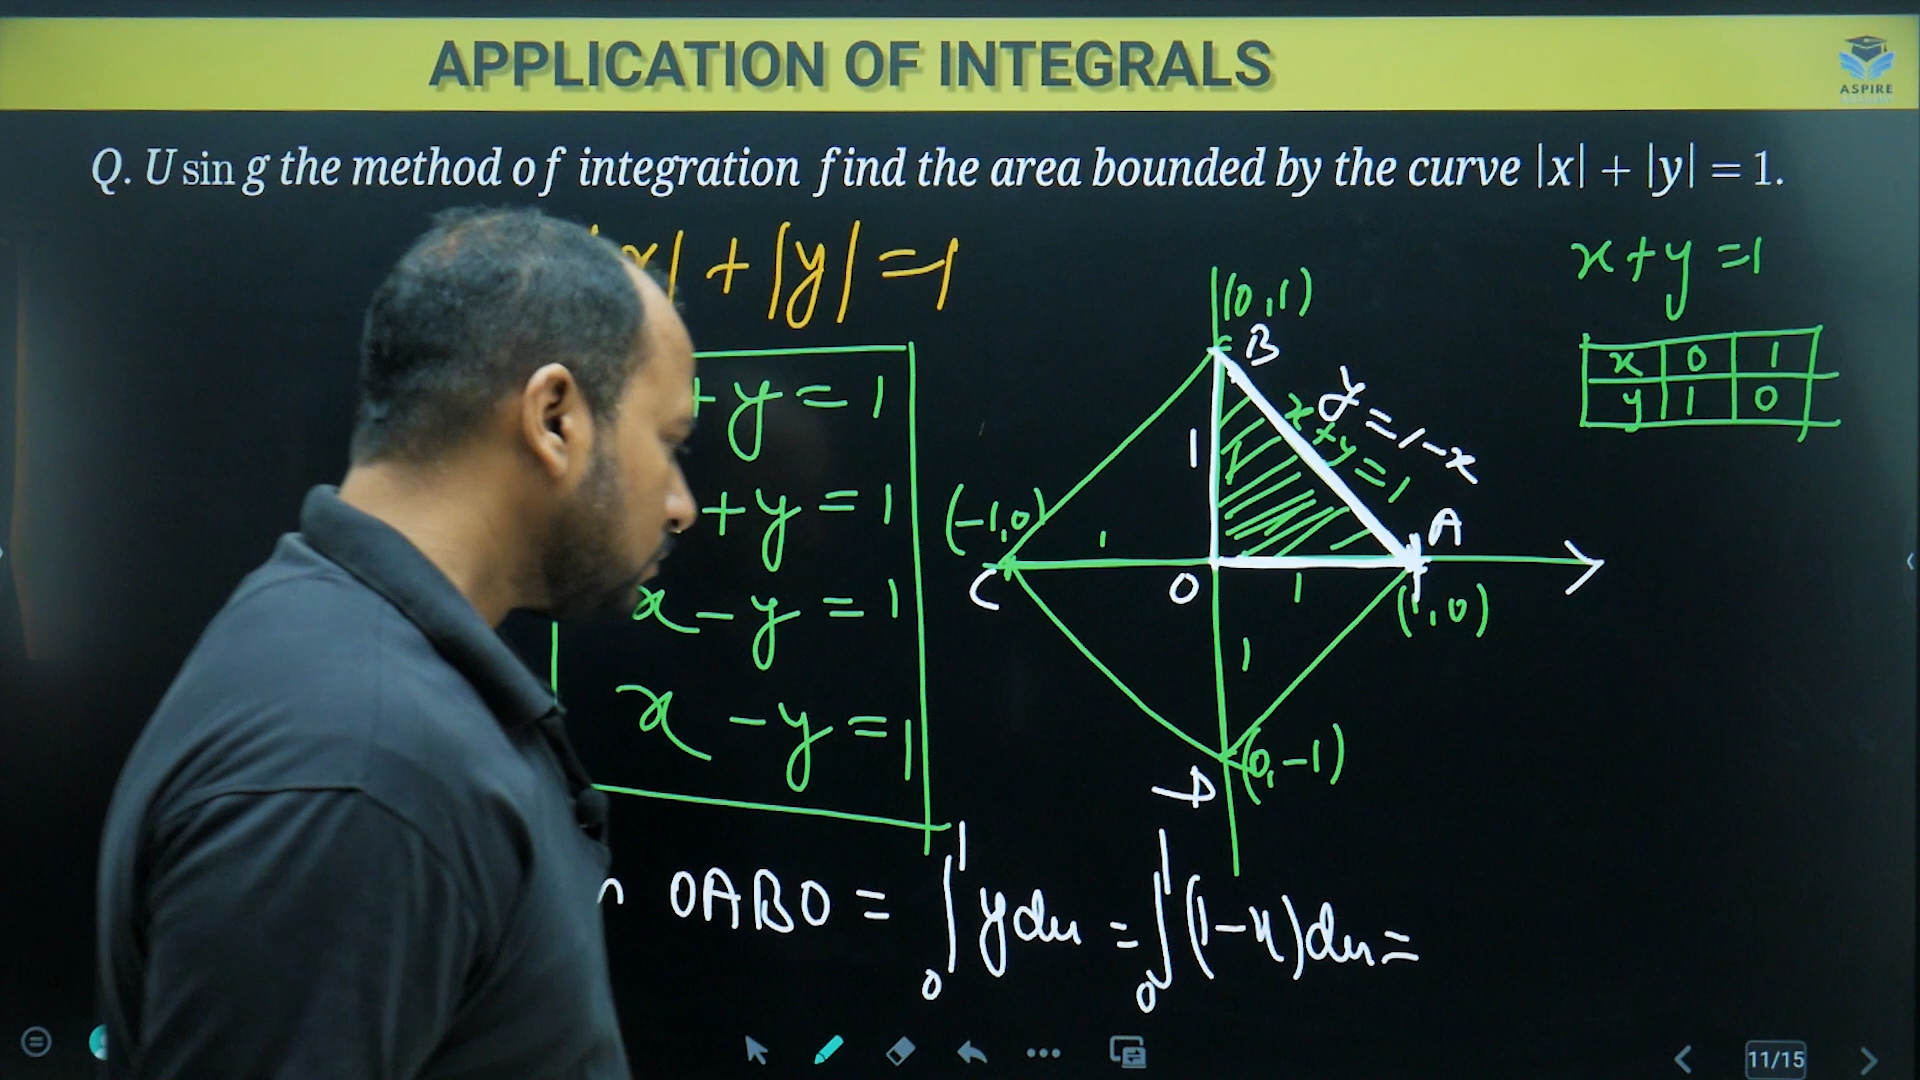 APPLICATION OF INTEGRALS
ASPIRE
Q. U sin g the method of integration find the area bounded by the curve |x| + |y| = 1.
x| + |y| = 1
x + y = 1
x 0 1
y 1 0
+ y = 1
+ y = 1
x - y = 1
x - y = 1
(0, 1)
B
y = 1 - x
x + y = 1
1
(-1, 0)
1
A
C
O
1
(1, 0)
1
D
(0, -1)
OABO = ∫₀¹ y dx = ∫₀¹ (1 - x) dx =
11/15